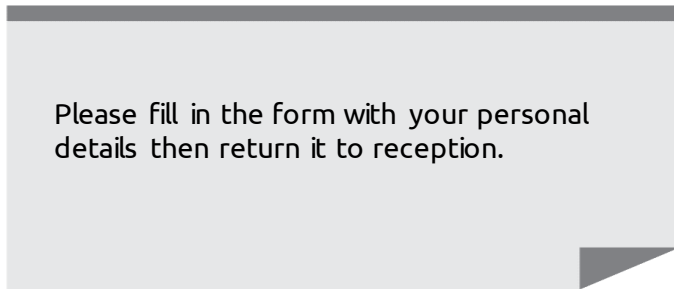 Please fill in the form with your personal
details then return it to reception.